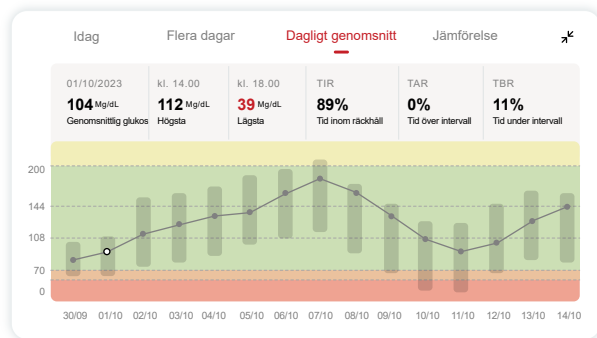 Idag Flera dagar Dagligt genomsnitt Jämförelse
01/10/2023 kl. 14.00 kl. 18.00 TIR TAR TBR
104 Mg/dL 112 Mg/dL 39 Mg/dL 89% 0% 11%
Genomsnittlig glukos Högsta Lägsta Tid inom räckhåll Tid över intervall Tid under intervall
200
144
108
70
0
30/09 01/10 02/10 03/10 04/10 05/10 06/10 07/10 08/10 09/10 10/10 11/10 12/10 13/10 14/10